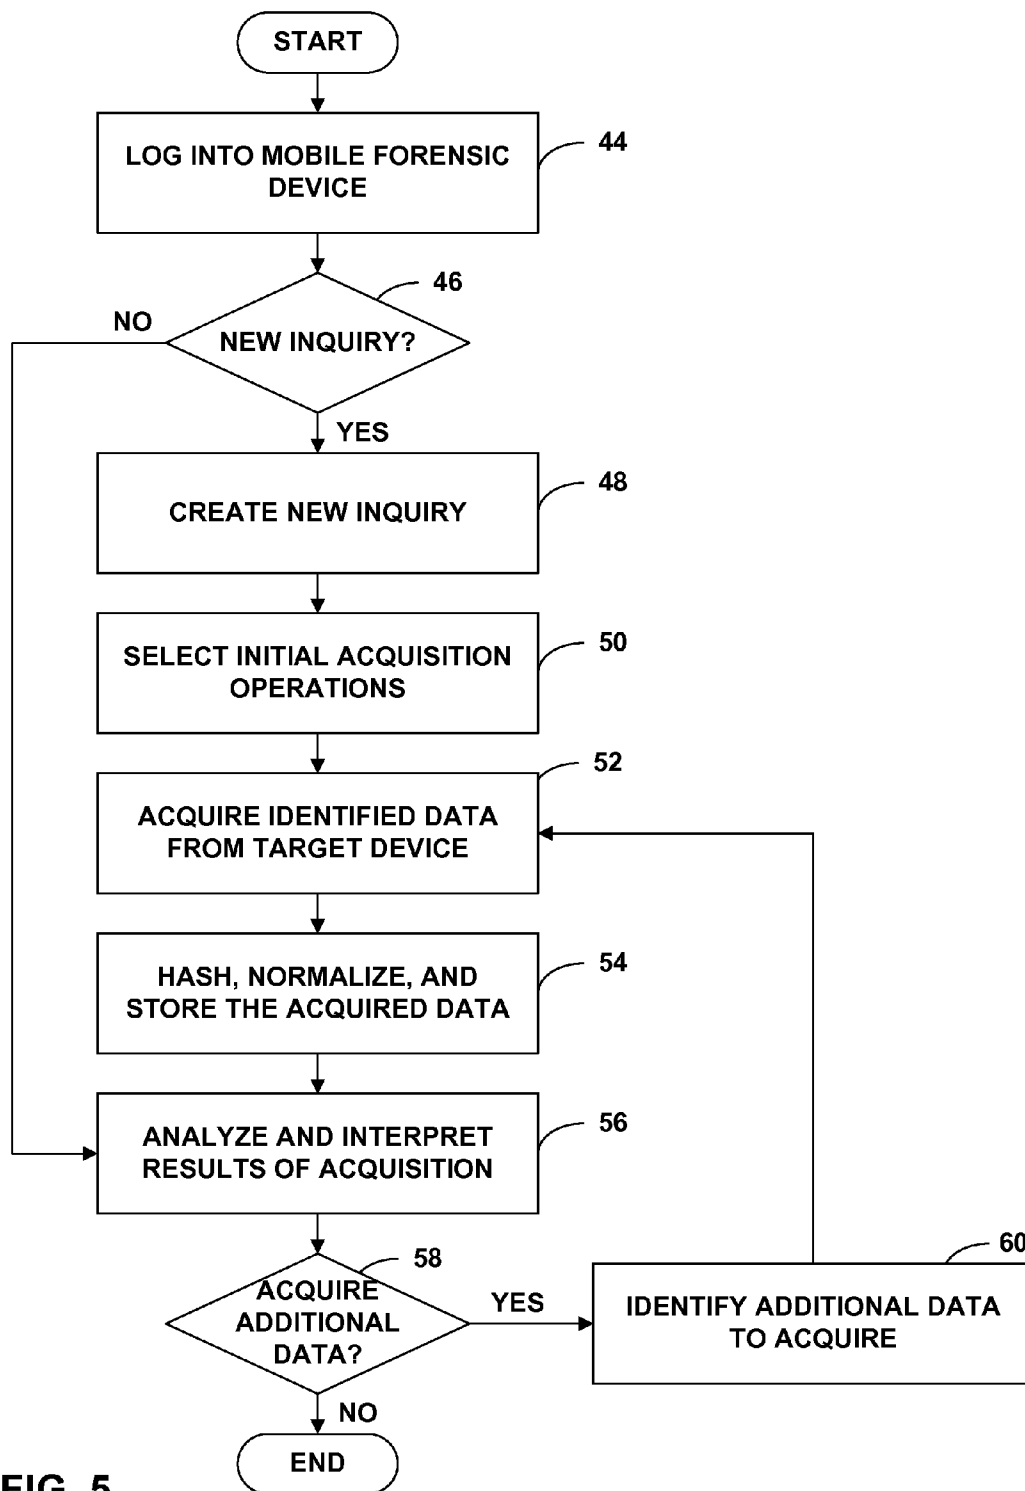 START
LOG INTO MOBILE FORENSIC
DEVICE
44
46
NO
NEW INQUIRY?
YES
CREATE NEW INQUIRY
48
SELECT INITIAL ACQUISITION
OPERATIONS
50
52
ACQUIRE IDENTIFIED DATA
FROM TARGET DEVICE
HASH, NORMALIZE, AND
STORE THE ACQUIRED DATA
54
ANALYZE AND INTERPRET
RESULTS OF ACQUISITION
56
58
ACQUIRE
ADDITIONAL
DATA?
YES
60
IDENTIFY ADDITIONAL DATA
TO ACQUIRE
NO
END
FIG. 5